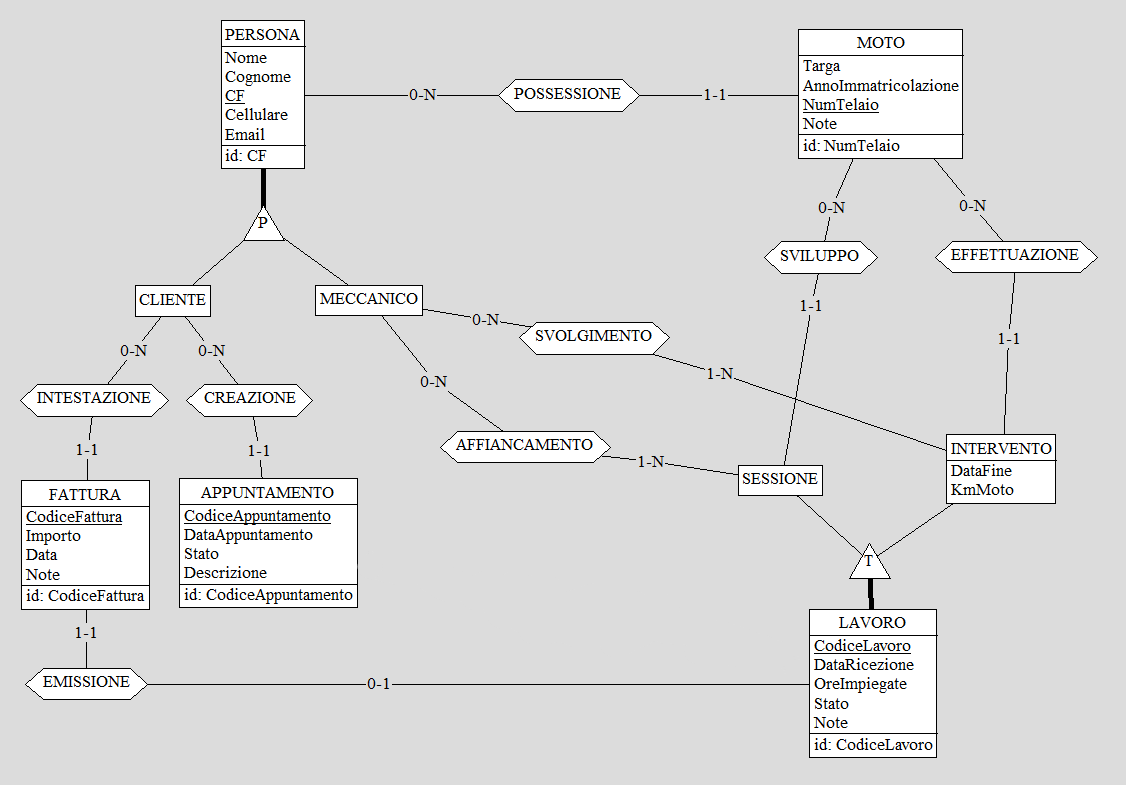 PERSONA
Nome
Cognome
CF
Cellulare
Email
id: CF
0-N
POSSESSIONE
1-1
MOTO
Targa
AnnoImmatricolazione
NumTelaio
Note
id: NumTelaio
P
0-N
0-N
SVILUPPO
EFFETTUAZIONE
CLIENTE
MECCANICO
1-1
0-N
SVOLGIMENTO
1-1
0-N
0-N
0-N
1-N
INTESTAZIONE
CREAZIONE
AFFIANCAMENTO
1-N
1-1
1-1
SESSIONE
INTERVENTO
DataFine
KmMoto
FATTURA
CodiceFattura
Importo
Data
Note
id: CodiceFattura
APPUNTAMENTO
CodiceAppuntamento
DataAppuntamento
Stato
Descrizione
id: CodiceAppuntamento
T
1-1
EMISSIONE
0-1
LAVORO
CodiceLavoro
DataRicezione
OreImpiegate
Stato
Note
id: CodiceLavoro